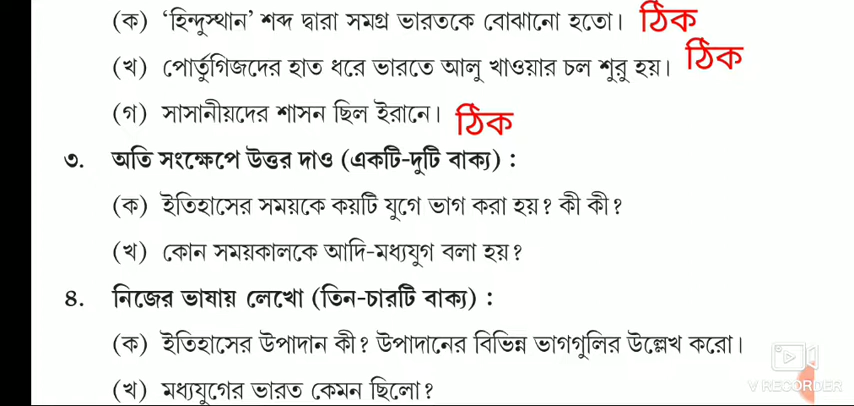 (ক) 'হিন্দুস্থান' শব্দ দ্বারা সমগ্র ভারতকে বোঝানো হতো। ঠিক
(খ) পোর্তুগিজদের হাত ধরে ভারতে আলু খাওয়ার চল শুরু হয়। ঠিক
(গ) সাসানীয়দের শাসন ছিল ইরানে। ঠিক
৩. অতি সংক্ষেপে উত্তর দাও (একটি-দুটি বাক্য) :
(ক) ইতিহাসের সময়কে কয়টি যুগে ভাগ করা হয়? কী কী?
(খ) কোন সময়কালকে আদি-মধ্যযুগ বলা হয়?
৪. নিজের ভাষায় লেখো (তিন-চারটি বাক্য) :
(ক) ইতিহাসের উপাদান কী? উপাদানের বিভিন্ন ভাগগুলির উল্লেখ করো।
(খ) মধ্যযুগের ভারত কেমন ছিলো?
V RECORDER